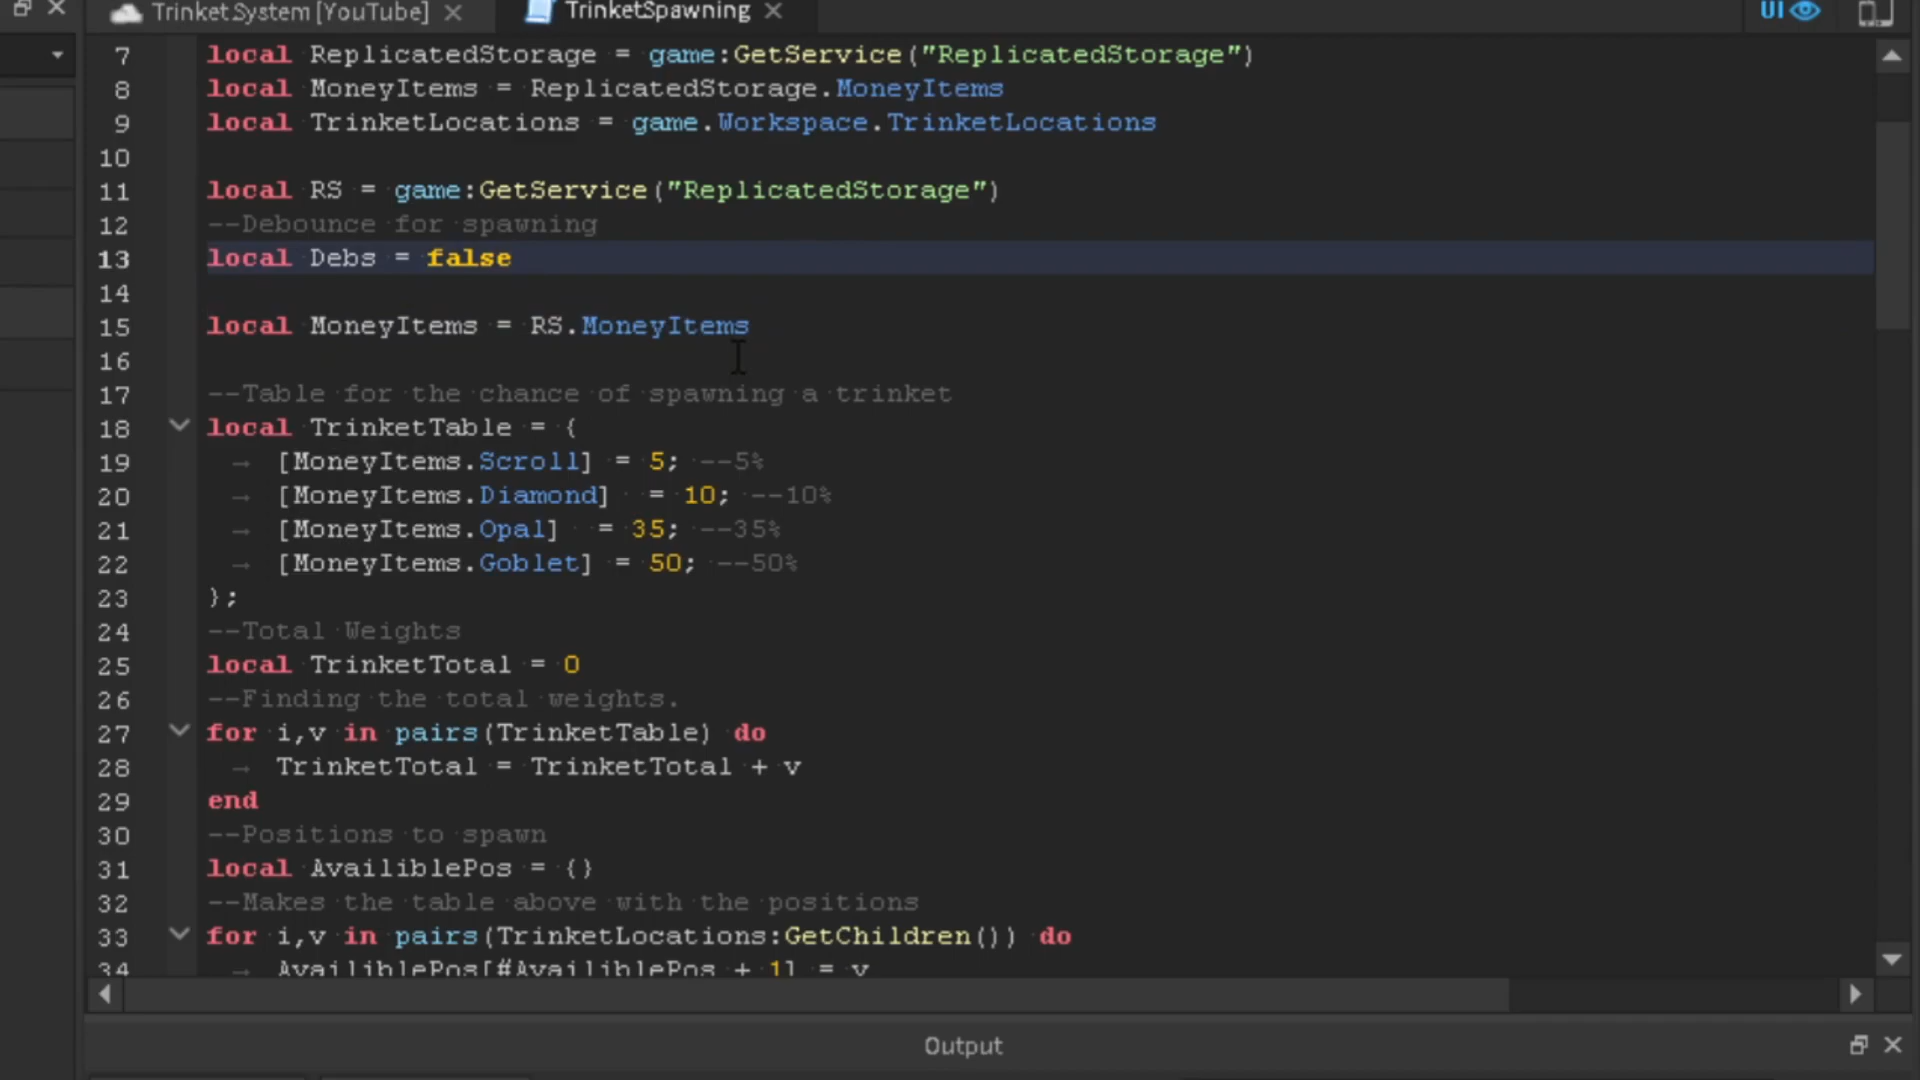 Trinket System [YouTube]
TrinketSpawning
UI
7 local ReplicatedStorage = game:GetService("ReplicatedStorage")
8 local MoneyItems = ReplicatedStorage.MoneyItems
9 local TrinketLocations = game.Workspace.TrinketLocations
10
11 local RS = game:GetService("ReplicatedStorage")
12 --Debounce for spawning
13 local Debs = false
14
15 local MoneyItems = RS.MoneyItems
16
17 --Table for the chance of spawning a trinket
18 local TrinketTable = {
19 [MoneyItems.Scroll] = 5; --5%
20 [MoneyItems.Diamond]  = 10; --10%
21 [MoneyItems.Opal]  = 35; --35%
22 [MoneyItems.Goblet] = 50; --50%
23 };
24 --Total Weights
25 local TrinketTotal = 0
26 --Finding the total weights.
27 for i,v in pairs(TrinketTable) do
28 TrinketTotal = TrinketTotal + v
29 end
30 --Positions to spawn
31 local AvailiblePos = {}
32 --Makes the table above with the positions
33 for i,v in pairs(TrinketLocations:GetChildren()) do
34 AvailiblePos[#AvailiblePos + 1] = v
Output